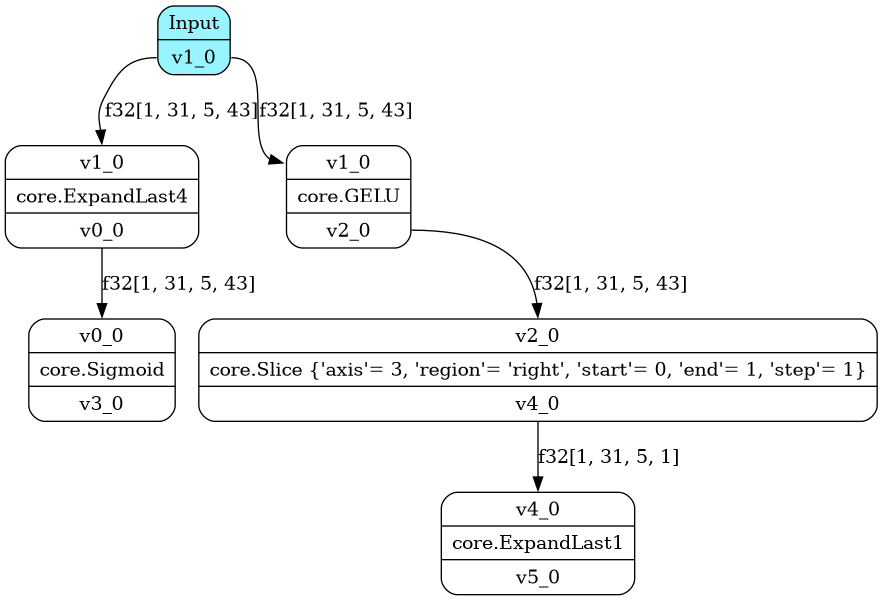 Input
v1_0
f32[1, 31, 5, 43]
f32[1, 31, 5, 43]
v1_0
core.ExpandLast4
v0_0
v1_0
core.GELU
v2_0
f32[1, 31, 5, 43]
f32[1, 31, 5, 43]
v0_0
core.Sigmoid
v3_0
v2_0
core.Slice {'axis'= 3, 'region'= 'right', 'start'= 0, 'end'= 1, 'step'= 1}
v4_0
f32[1, 31, 5, 1]
v4_0
core.ExpandLast1
v5_0